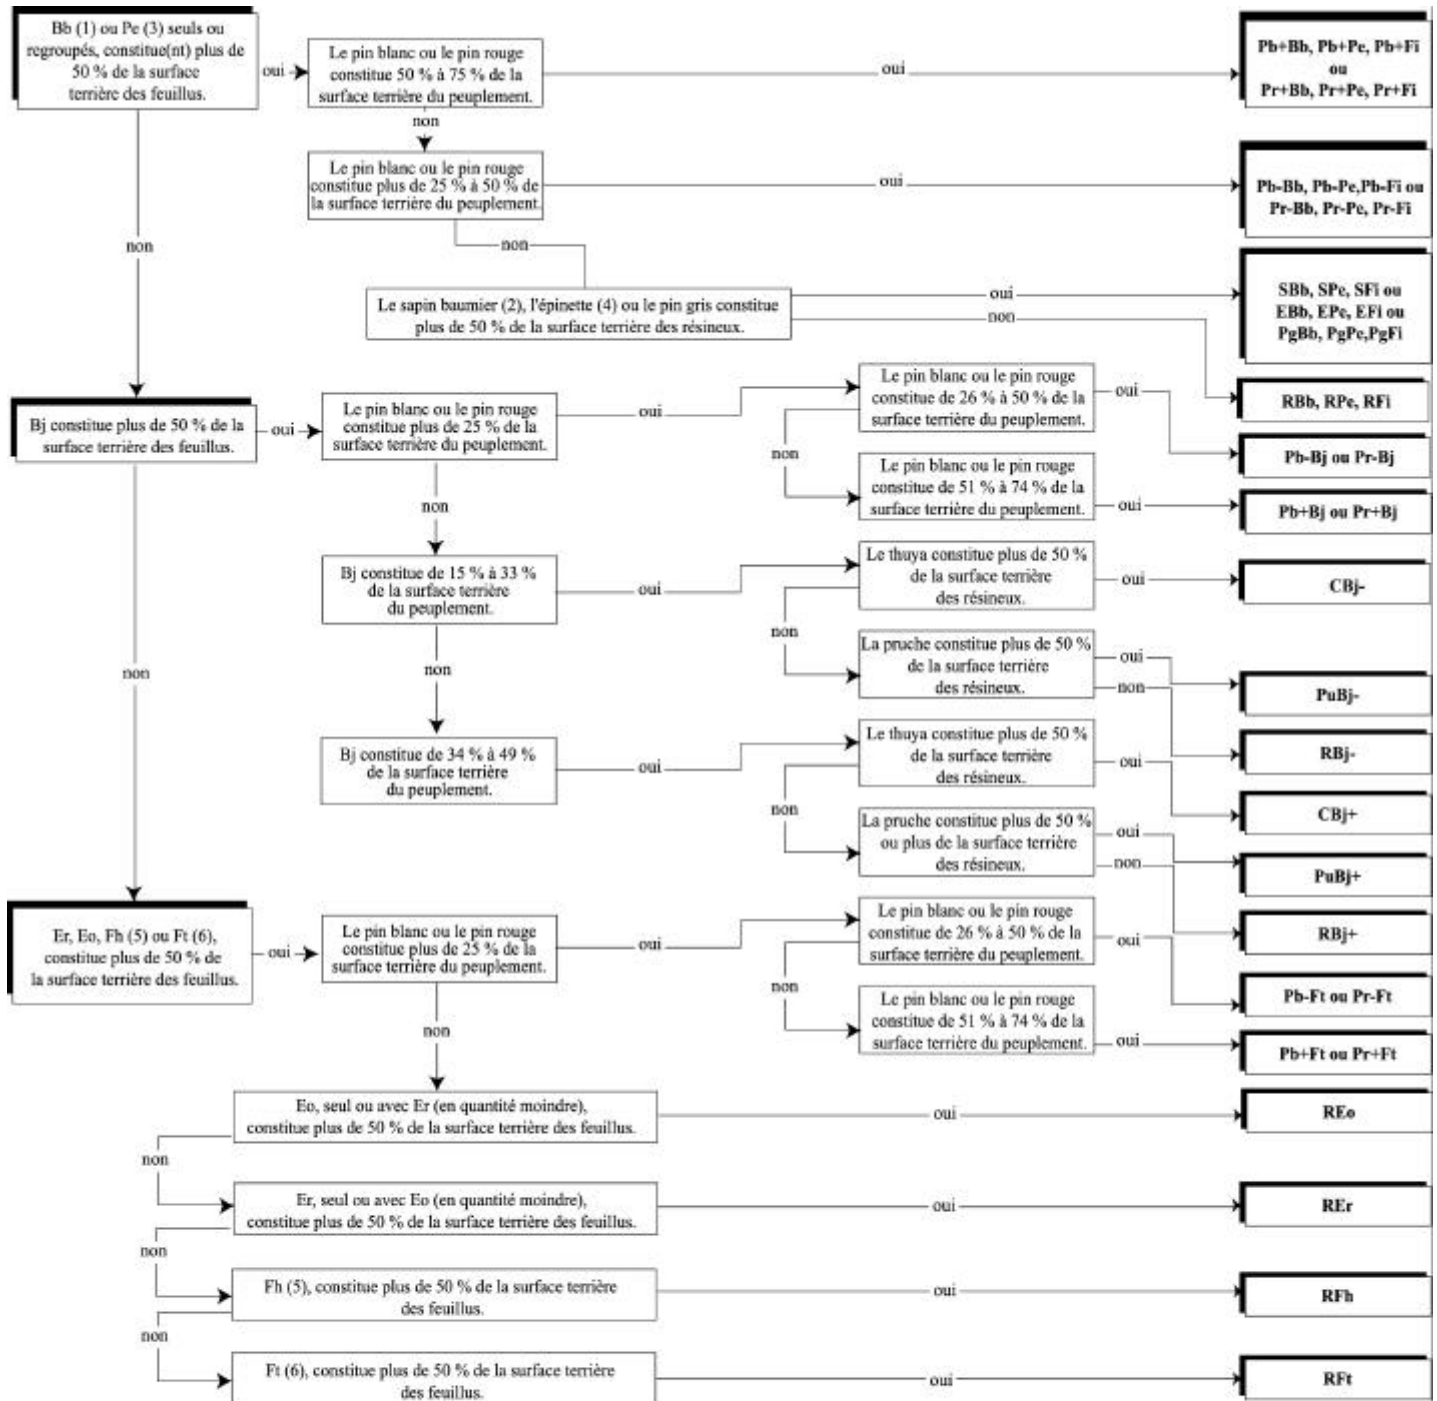 Bb (1) ou Pe (3) seuls ou
regroupés, constitue(nt) plus de
50 % de la surface
terrière des feuillus.
oui
Le pin blanc ou le pin rouge
constitue 50 % à 75 % de la
surface terrière du peuplement.
oui
Pb+Bb, Pb+Pe, Pb+Fi
ou
Pr+Bb, Pr+Pe, Pr+Fi
non
Le pin blanc ou le pin rouge
constitue plus de 25 % à 50 % de
la surface terrière du peuplement.
oui
Pb-Bb, Pb-Pe,Pb-Fi ou
Pr-Bb, Pr-Pe, Pr-Fi
non
non
Le sapin baumier (2), l'épinette (4) ou le pin gris constitue
plus de 50 % de la surface terrière des résineux.
oui
non
SBb, SPe, SFi ou
EBb, EPe, EFi ou
PgBb, PgPe,PgFi
RBb, RPe, RFi
Bj constitue plus de 50 % de la
surface terrière des feuillus.
oui
Le pin blanc ou le pin rouge
constitue plus de 25 % de la
surface terrière du peuplement.
oui
Le pin blanc ou le pin rouge
constitue de 26 % à 50 % de la
surface terrière du peuplement.
oui
Pb-Bj ou Pr-Bj
non
Le pin blanc ou le pin rouge
constitue de 51 % à 74 % de la
surface terrière du peuplement.
oui
Pb+Bj ou Pr+Bj
non
Bj constitue de 15 % à 33 %
de la surface terrière
du peuplement.
oui
Le thuya constitue plus de 50 %
de la surface terrière
des résineux.
oui
CBj-
non
La pruche constitue plus de 50 %
de la surface terrière
des résineux.
oui
non
PuBj-
RBj-
non
non
Bj constitue de 34 % à 49 %
de la surface terrière
du peuplement.
oui
Le thuya constitue plus de 50 %
de la surface terrière
des résineux.
oui
CBj+
non
La pruche constitue plus de 50 %
ou plus de la surface terrière
des résineux.
oui
non
PuBj+
RBj+
Er, Eo, Fh (5) ou Ft (6),
constitue plus de 50 % de
la surface terrière des feuillus.
oui
Le pin blanc ou le pin rouge
constitue plus de 25 % de la
surface terrière du peuplement.
oui
Le pin blanc ou le pin rouge
constitue de 26 % à 50 % de la
surface terrière du peuplement.
oui
Pb-Ft ou Pr-Ft
non
Le pin blanc ou le pin rouge
constitue de 51 % à 74 % de la
surface terrière du peuplement.
oui
Pb+Ft ou Pr+Ft
non
Eo, seul ou avec Er (en quantité moindre),
constitue plus de 50 % de la surface terrière des feuillus.
oui
REo
non
Er, seul ou avec Eo (en quantité moindre),
constitue plus de 50 % de la surface terrière des feuillus.
oui
REr
non
Fh (5), constitue plus de 50 % de la surface terrière
des feuillus.
oui
RFh
non
Ft (6), constitue plus de 50 % de la surface terrière
des feuillus.
oui
RFt